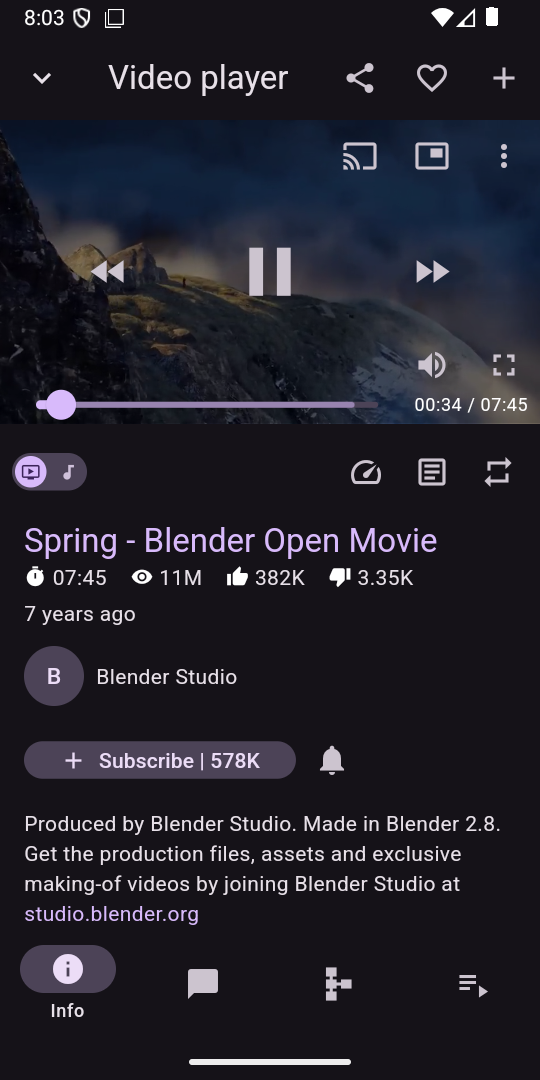 8:03
Video player
00:34 / 07:45
Spring - Blender Open Movie
07:45 11M 382K 3.35K
7 years ago
B Blender Studio
Subscribe | 578K
Produced by Blender Studio. Made in Blender 2.8.
Get the production files, assets and exclusive
making-of videos by joining Blender Studio at
studio.blender.org
Info